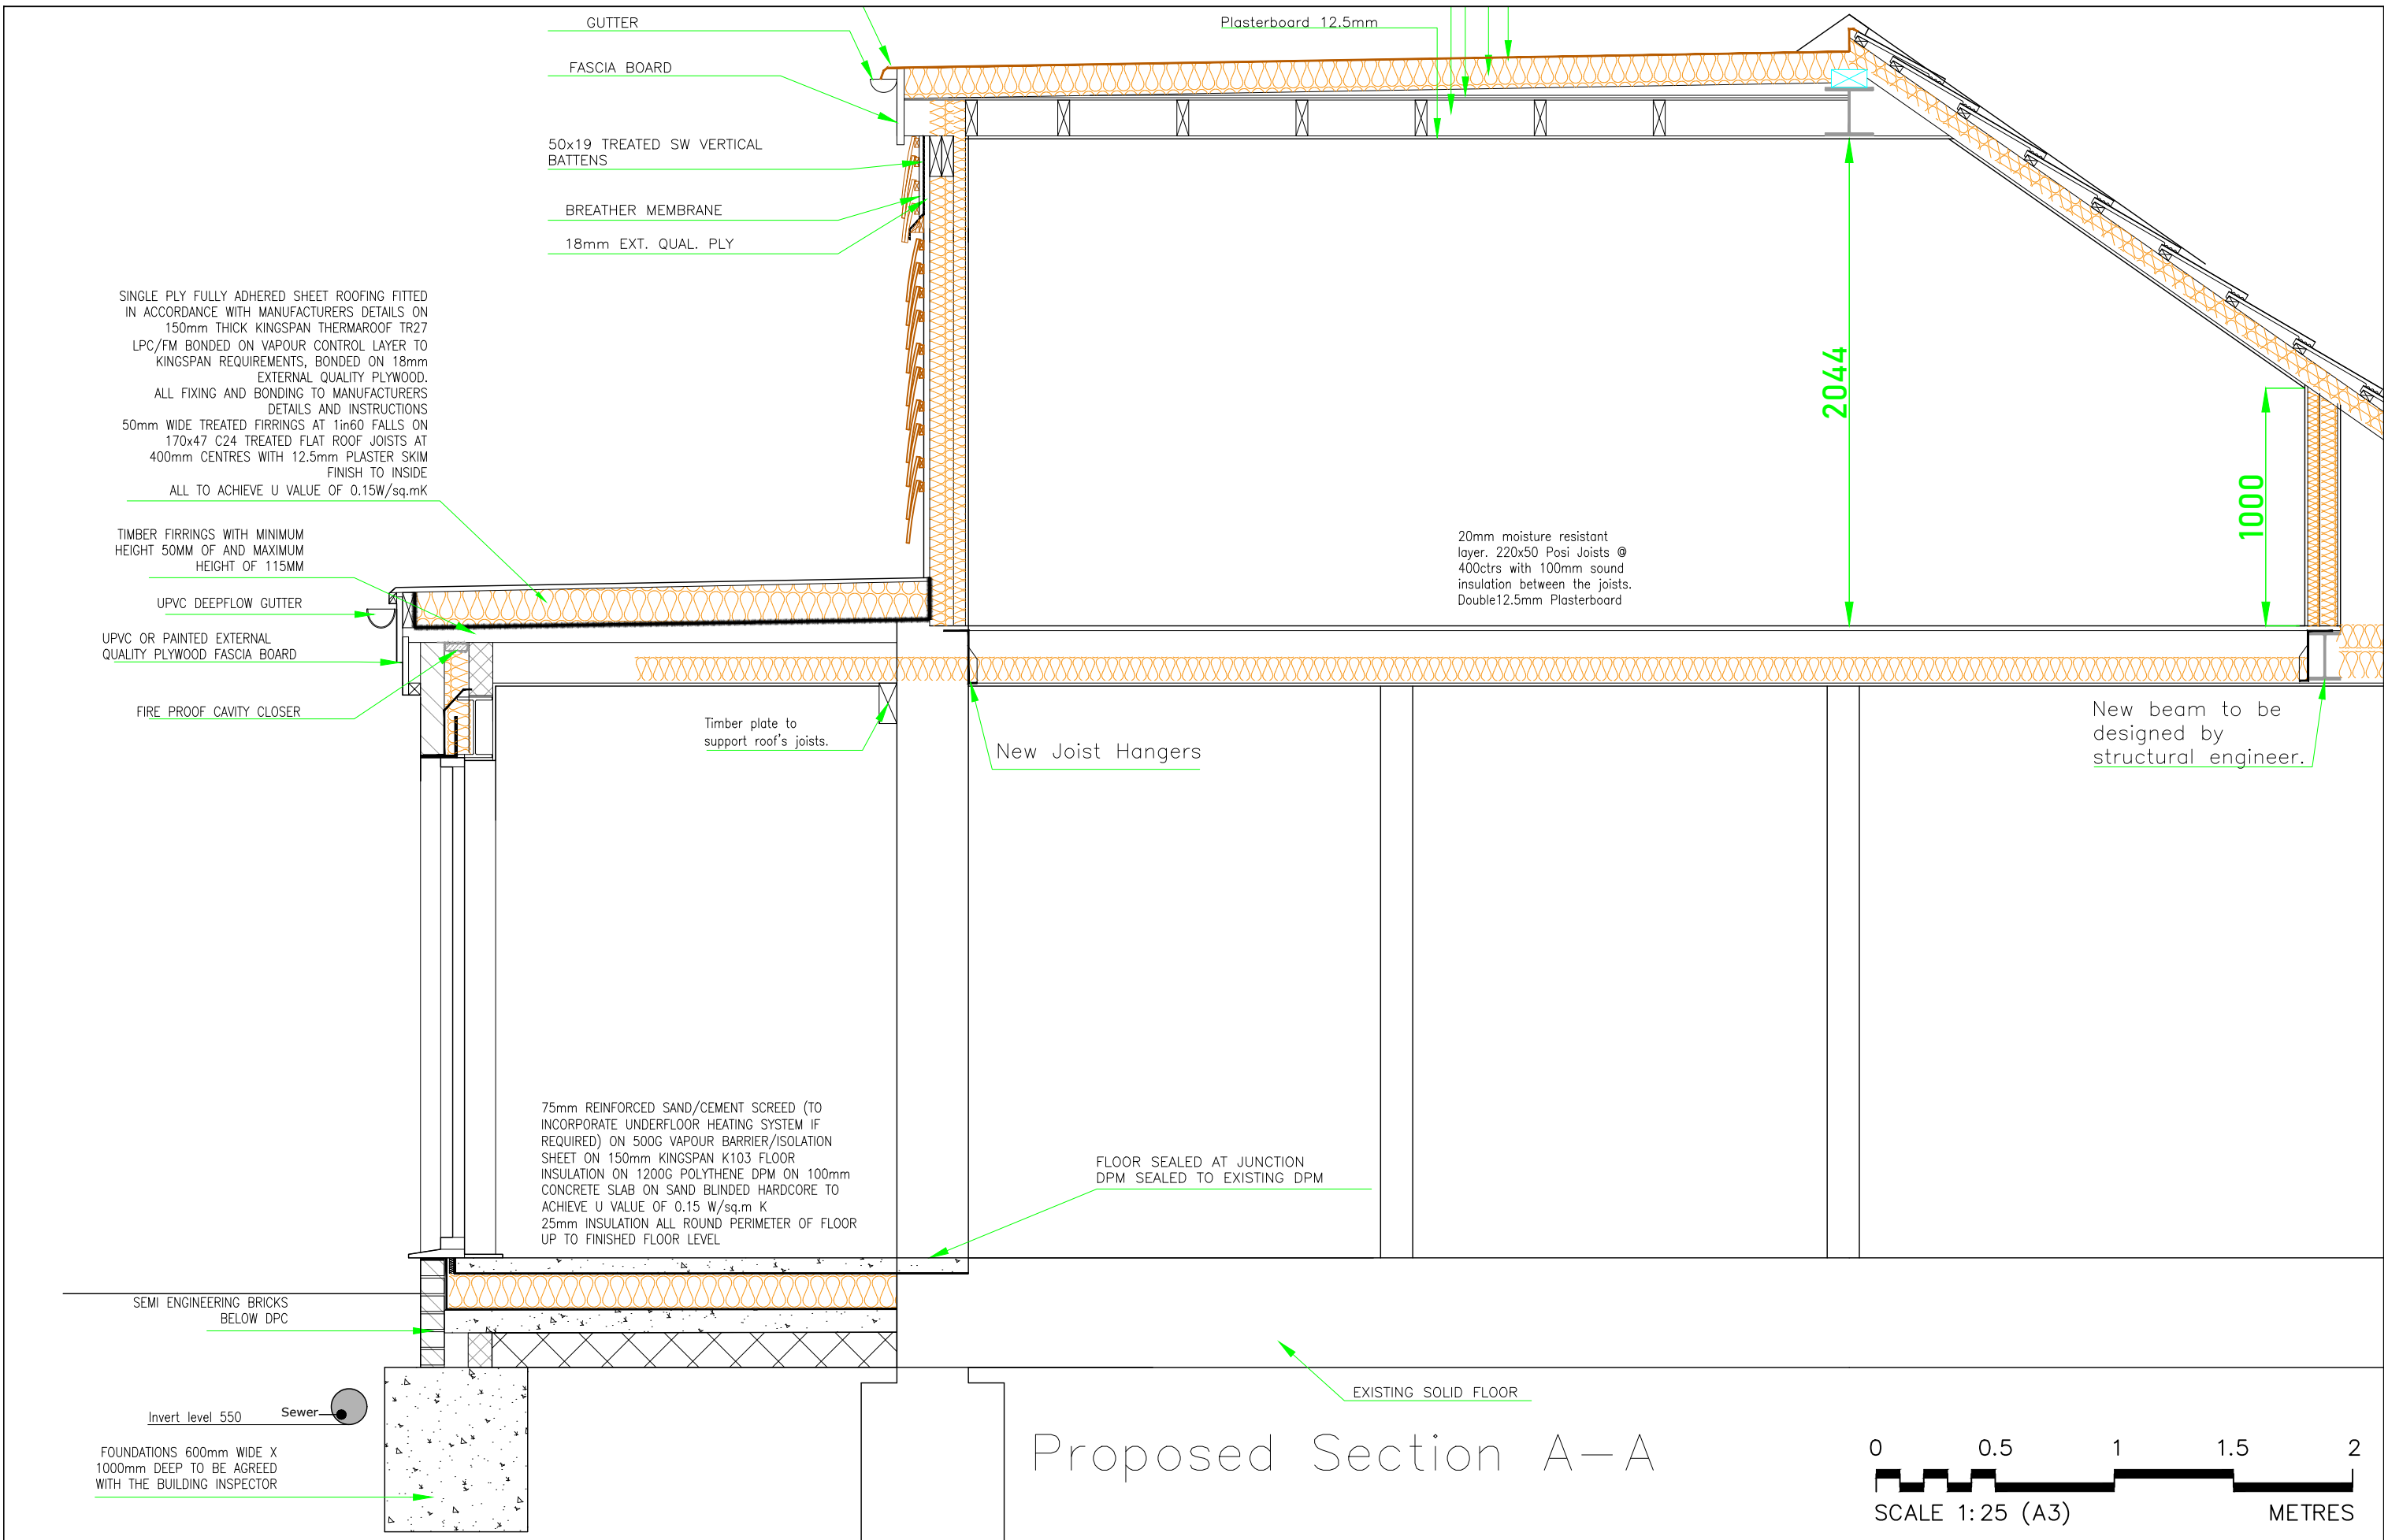 GUTTER
Plasterboard 12.5mm
FASCIA BOARD
50x19 TREATED SW VERTICAL
BATTENS
BREATHER MEMBRANE
18mm EXT. QUAL. PLY
SINGLE PLY FULLY ADHERED SHEET ROOFING FITTED
IN ACCORDANCE WITH MANUFACTURERS DETAILS ON
150mm THICK KINGSPAN THERMAROOF TR27
LPC/FM BONDED ON VAPOUR CONTROL LAYER TO
KINGSPAN REQUIREMENTS, BONDED ON 18mm
EXTERNAL QUALITY PLYWOOD.
ALL FIXING AND BONDING TO MANUFACTURERS
DETAILS AND INSTRUCTIONS
50mm WIDE TREATED FIRRINGS AT 1in60 FALLS ON
170x47 C24 TREATED FLAT ROOF JOISTS AT
400mm CENTRES WITH 12.5mm PLASTER SKIM
FINISH TO INSIDE
ALL TO ACHIEVE U VALUE OF 0.15W/sq.mK
TIMBER FIRRINGS WITH MINIMUM
HEIGHT 50MM OF AND MAXIMUM
HEIGHT OF 115MM
UPVC DEEPFLOW GUTTER
UPVC OR PAINTED EXTERNAL
QUALITY PLYWOOD FASCIA BOARD
FIRE PROOF CAVITY CLOSER
2044
1000
20mm moisture resistant
layer. 220x50 Posi Joists @
400ctrs with 100mm sound
insulation between the joists.
Double12.5mm Plasterboard
Timber plate to
support roof's joists.
New Joist Hangers
New beam to be
designed by
structural engineer.
75mm REINFORCED SAND/CEMENT SCREED (TO
INCORPORATE UNDERFLOOR HEATING SYSTEM IF
REQUIRED) ON 500G VAPOUR BARRIER/ISOLATION
SHEET ON 150mm KINGSPAN K103 FLOOR
INSULATION ON 1200G POLYTHENE DPM ON 100mm
CONCRETE SLAB ON SAND BLINDED HARDCORE TO
ACHIEVE U VALUE OF 0.15 W/sq.m K
25mm INSULATION ALL ROUND PERIMETER OF FLOOR
UP TO FINISHED FLOOR LEVEL
FLOOR SEALED AT JUNCTION
DPM SEALED TO EXISTING DPM
SEMI ENGINEERING BRICKS
BELOW DPC
EXISTING SOLID FLOOR
Invert level 550
Sewer
FOUNDATIONS 600mm WIDE X
1000mm DEEP TO BE AGREED
WITH THE BUILDING INSPECTOR
Proposed Section A-A
0 0.5 1 1.5 2
SCALE 1:25 (A3) METRES